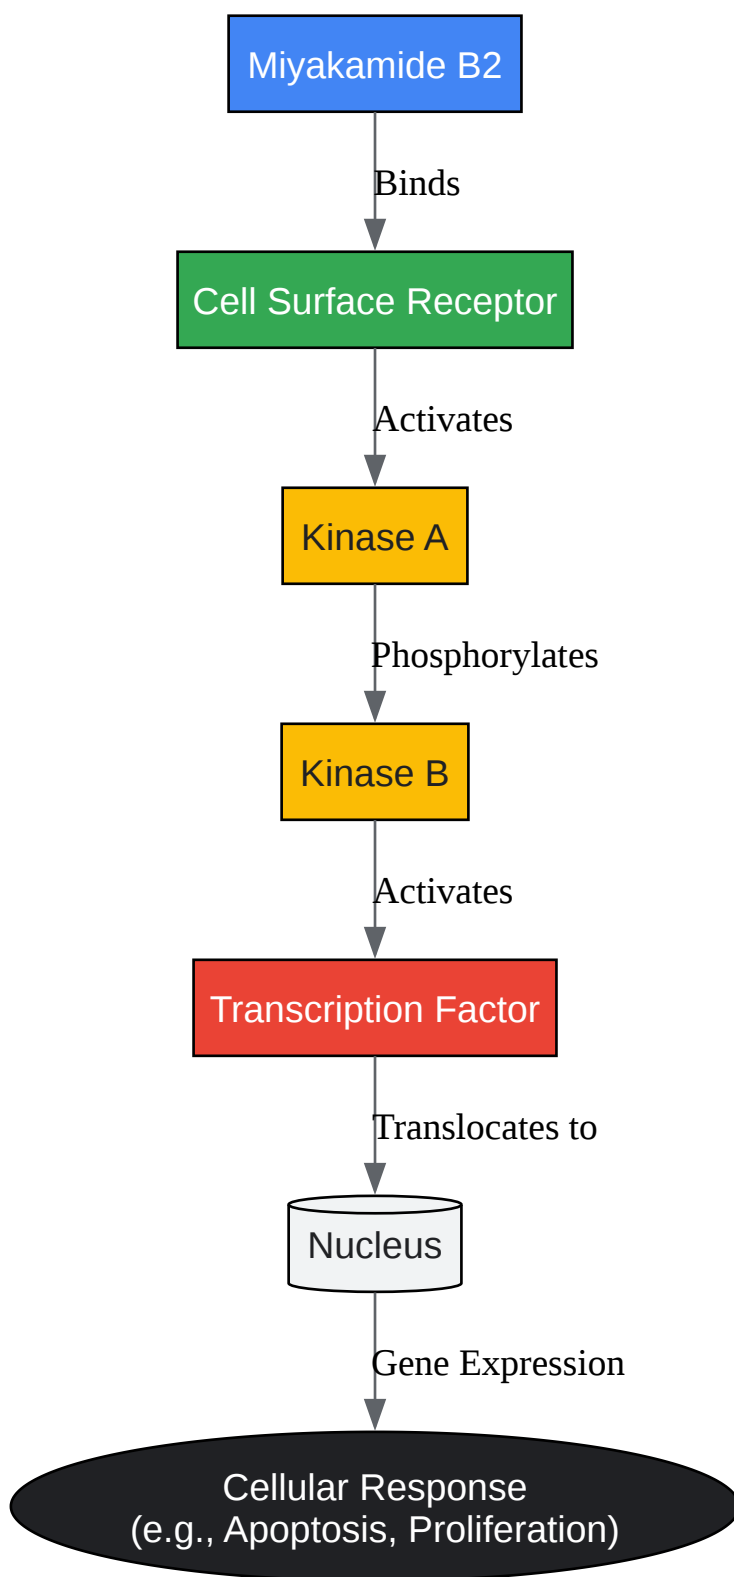 Miyakamide B2
Binds
Cell Surface Receptor
Activates
Kinase A
Phosphorylates
Kinase B
Activates
Transcription Factor
Translocates to
Nucleus
Gene Expression
Cellular Response
(e.g., Apoptosis, Proliferation)